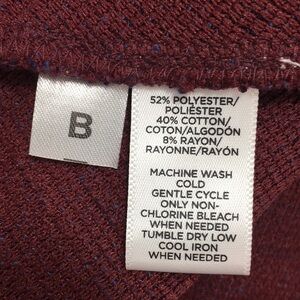 B
52% POLYESTER/
POLIÉSTER
40% COTTON/
COTON/ALGODÓN
8% RAYON/
RAYONNE/RAYÓN
MACHINE WASH
COLD
GENTLE CYCLE
ONLY NON-
CHLORINE BLEACH
WHEN NEEDED
TUMBLE DRY LOW
COOL IRON
WHEN NEEDED